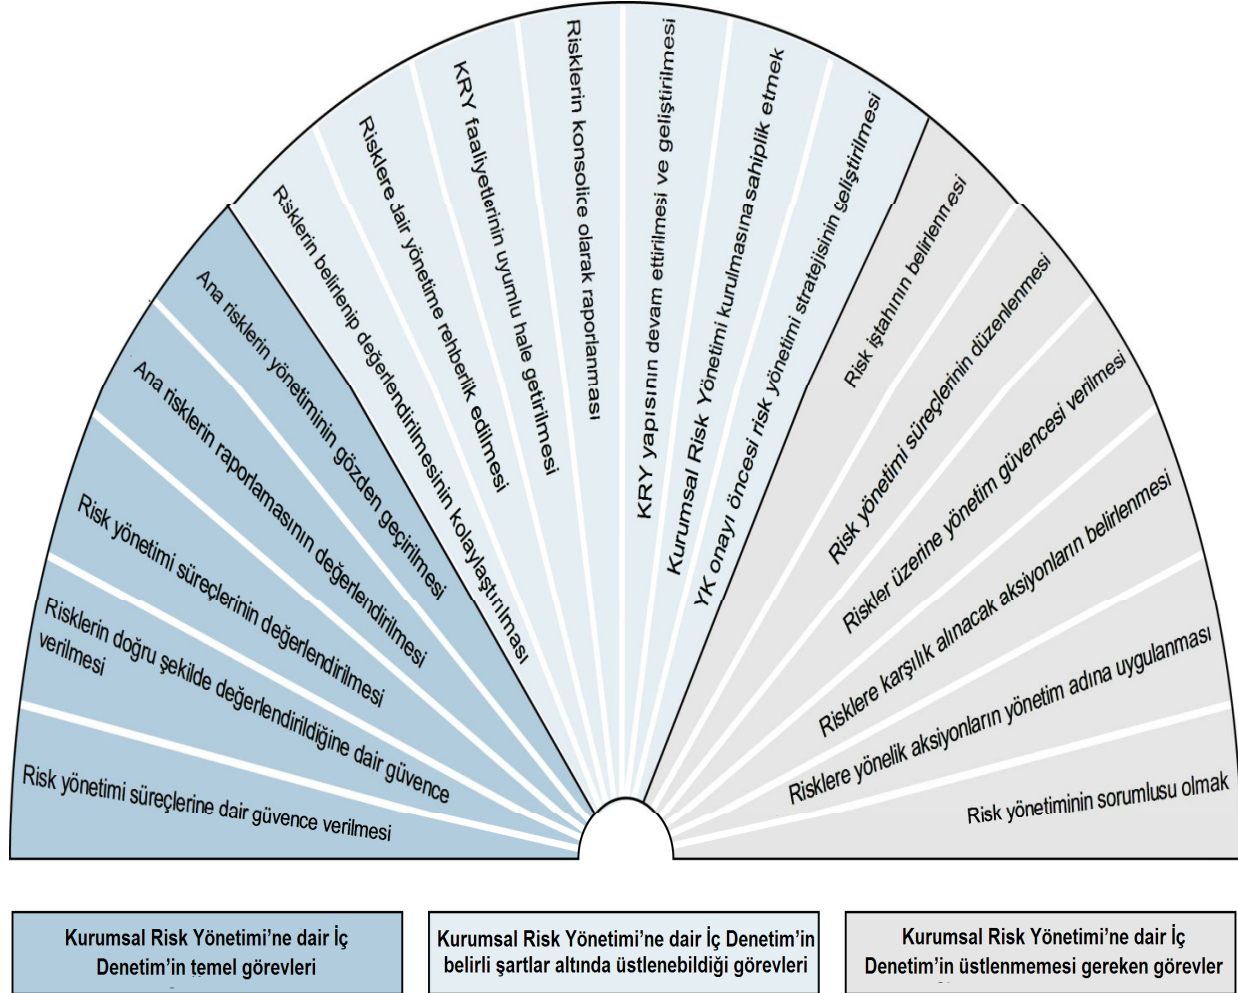 Risk yönetimi süreçlerine dair güvence verilmesi
Risklerin doğru şekilde değerlendirildiğine dair güvence
verilmesi
Risk yönetimi süreçlerinin değerlendirilmesi
Ana risklerin raporlamasının değerlendirilmesi
Ana risklerin yönetiminin gözden geçirilmesi
Risklerin belirlenip değerlendirilmesinin kolaylaştırılması
Risklere dair yönetime rehberlik edilmesi
KRY faaliyetlerinin uyumlu hale getirilmesi
Risklerin konsolide olarak raporlanması
KRY yapısının devam ettirilmesi ve geliştirilmesi
Kurumsal Risk Yönetimi kurulmasına sahiplik etmek
YK onayı öncesi risk yönetimi stratejisinin geliştirilmesi
Risk iştahının belirlenmesi
Risk yönetimi süreçlerinin düzenlenmesi
Riskler üzerine yönetim güvencesi verilmesi
Risklere karşılık alınacak aksiyonların belirlenmesi
Risklere yönelik aksiyonların yönetim adına uygulanması
Risk yönetiminin sorumlusu olmak
Kurumsal Risk Yönetimi’ne dair İç
Denetim’in temel görevleri
Kurumsal Risk Yönetimi’ne dair İç Denetim’in
belirli şartlar altında üstlenebildiği görevleri
Kurumsal Risk Yönetimi’ne dair İç
Denetim’in üstlenmemesi gereken görevler